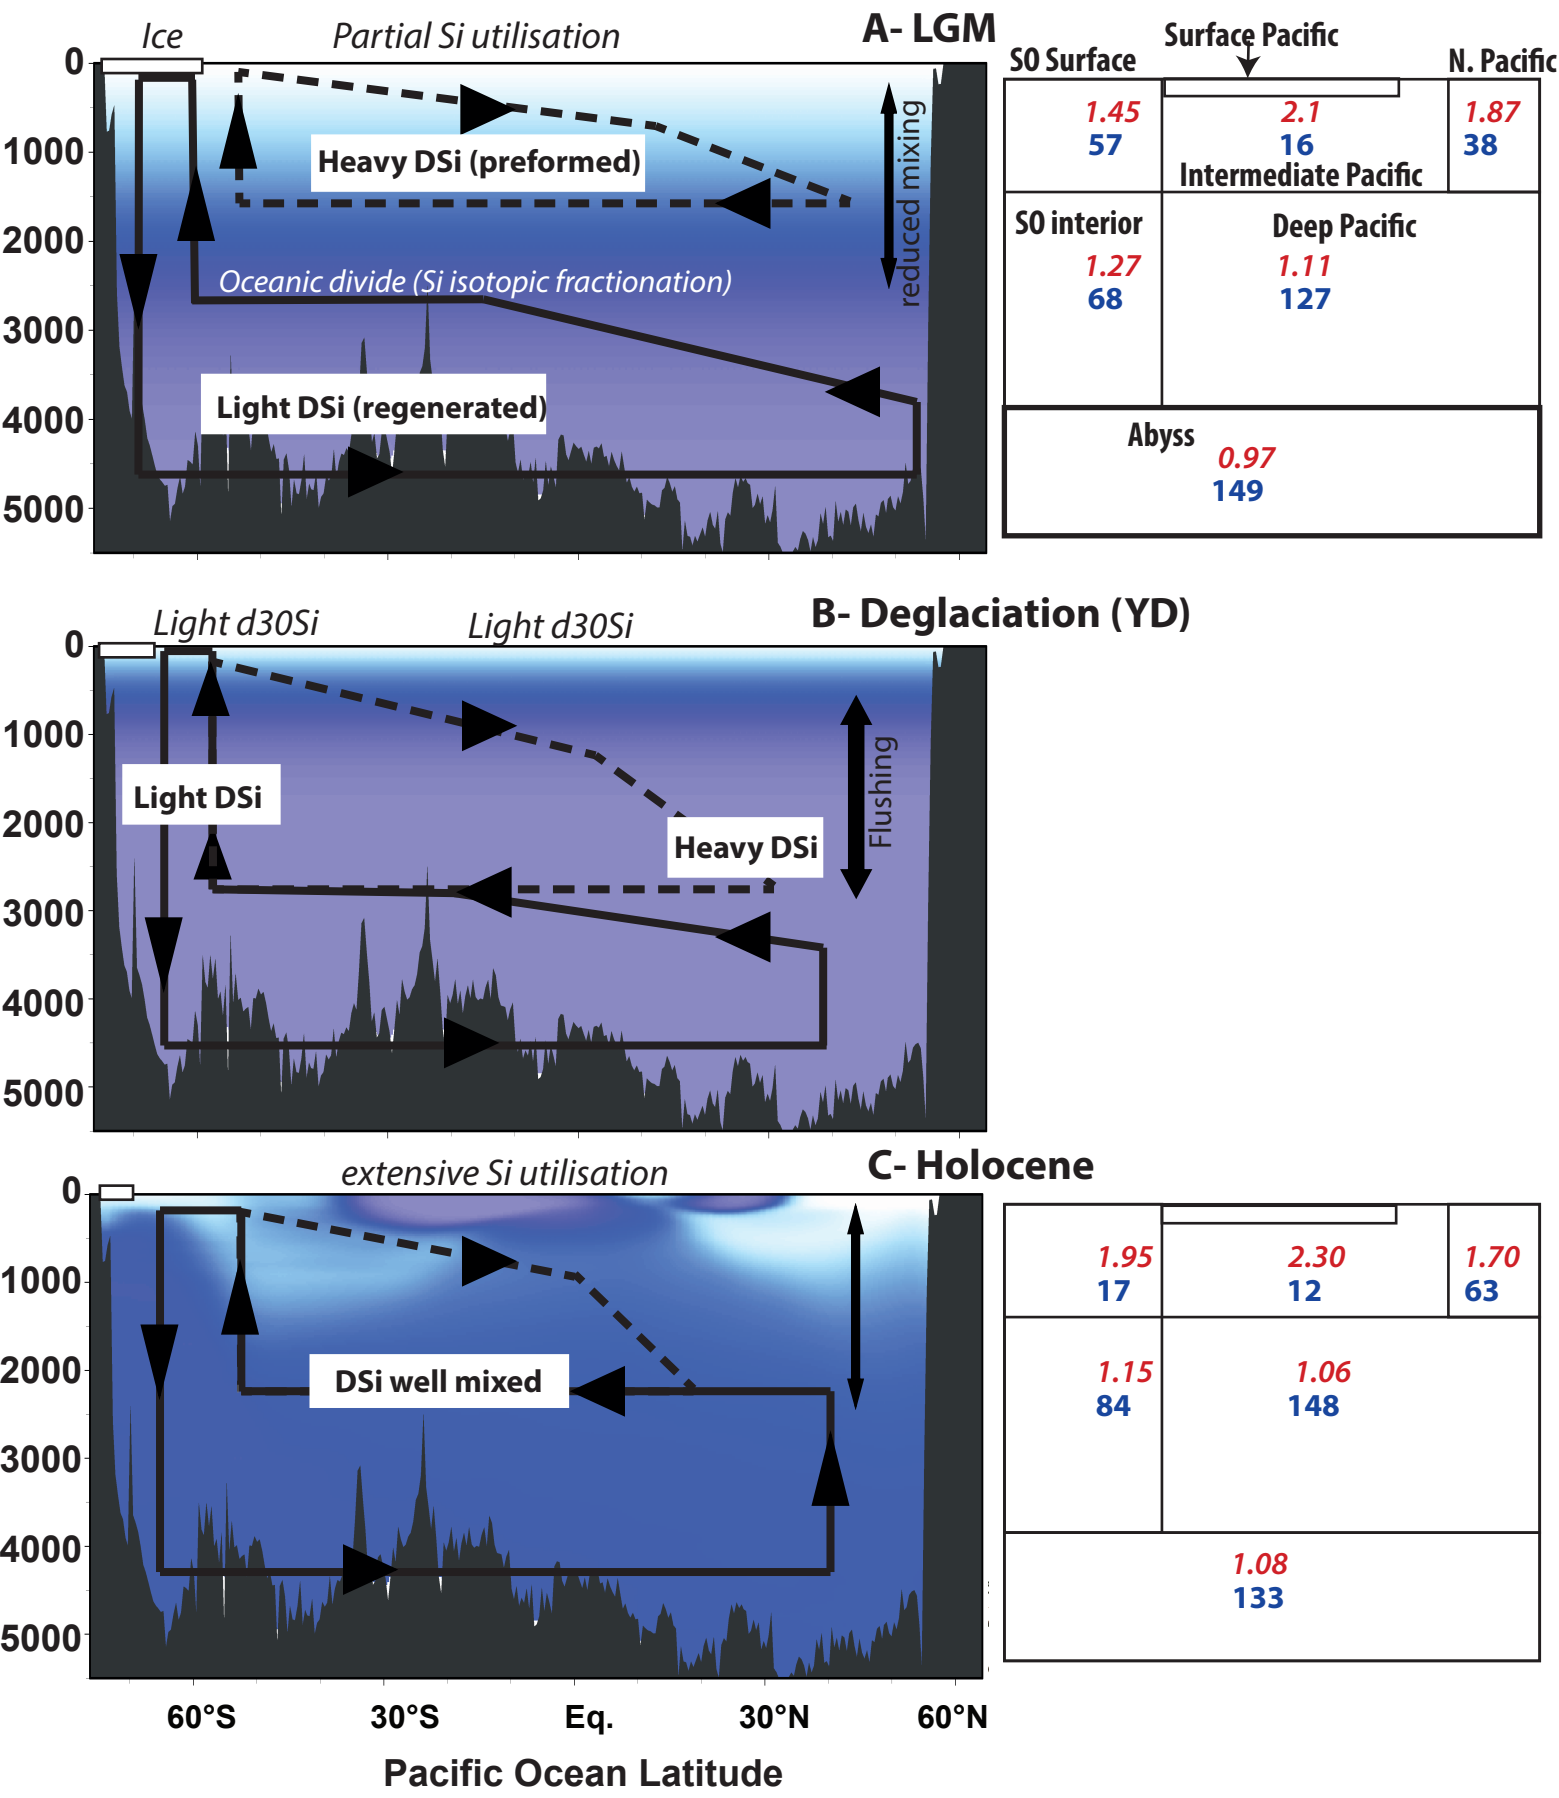 A- LGM
Ice
Partial Si utilisation
0
1000
2000
3000
4000
5000
Heavy DSi (preformed)
reduced mixing
Oceanic divide (Si isotopic fractionation)
Light DSi (regenerated)
Surface Pacific
SO Surface
N. Pacific
1.45
57
2.1
16
1.87
38
Intermediate Pacific
SO interior
Deep Pacific
1.27
68
1.11
127
Abyss
0.97
149
B- Deglaciation (YD)
Light d30Si
Light d30Si
0
1000
2000
3000
4000
5000
Light DSi
Heavy DSi
Flushing
C- Holocene
extensive Si utilisation
0
1000
2000
3000
4000
5000
DSi well mixed
1.95
17
2.30
12
1.70
63
1.15
84
1.06
148
1.08
133
60°S
30°S
Eq.
30°N
60°N
Pacific Ocean Latitude